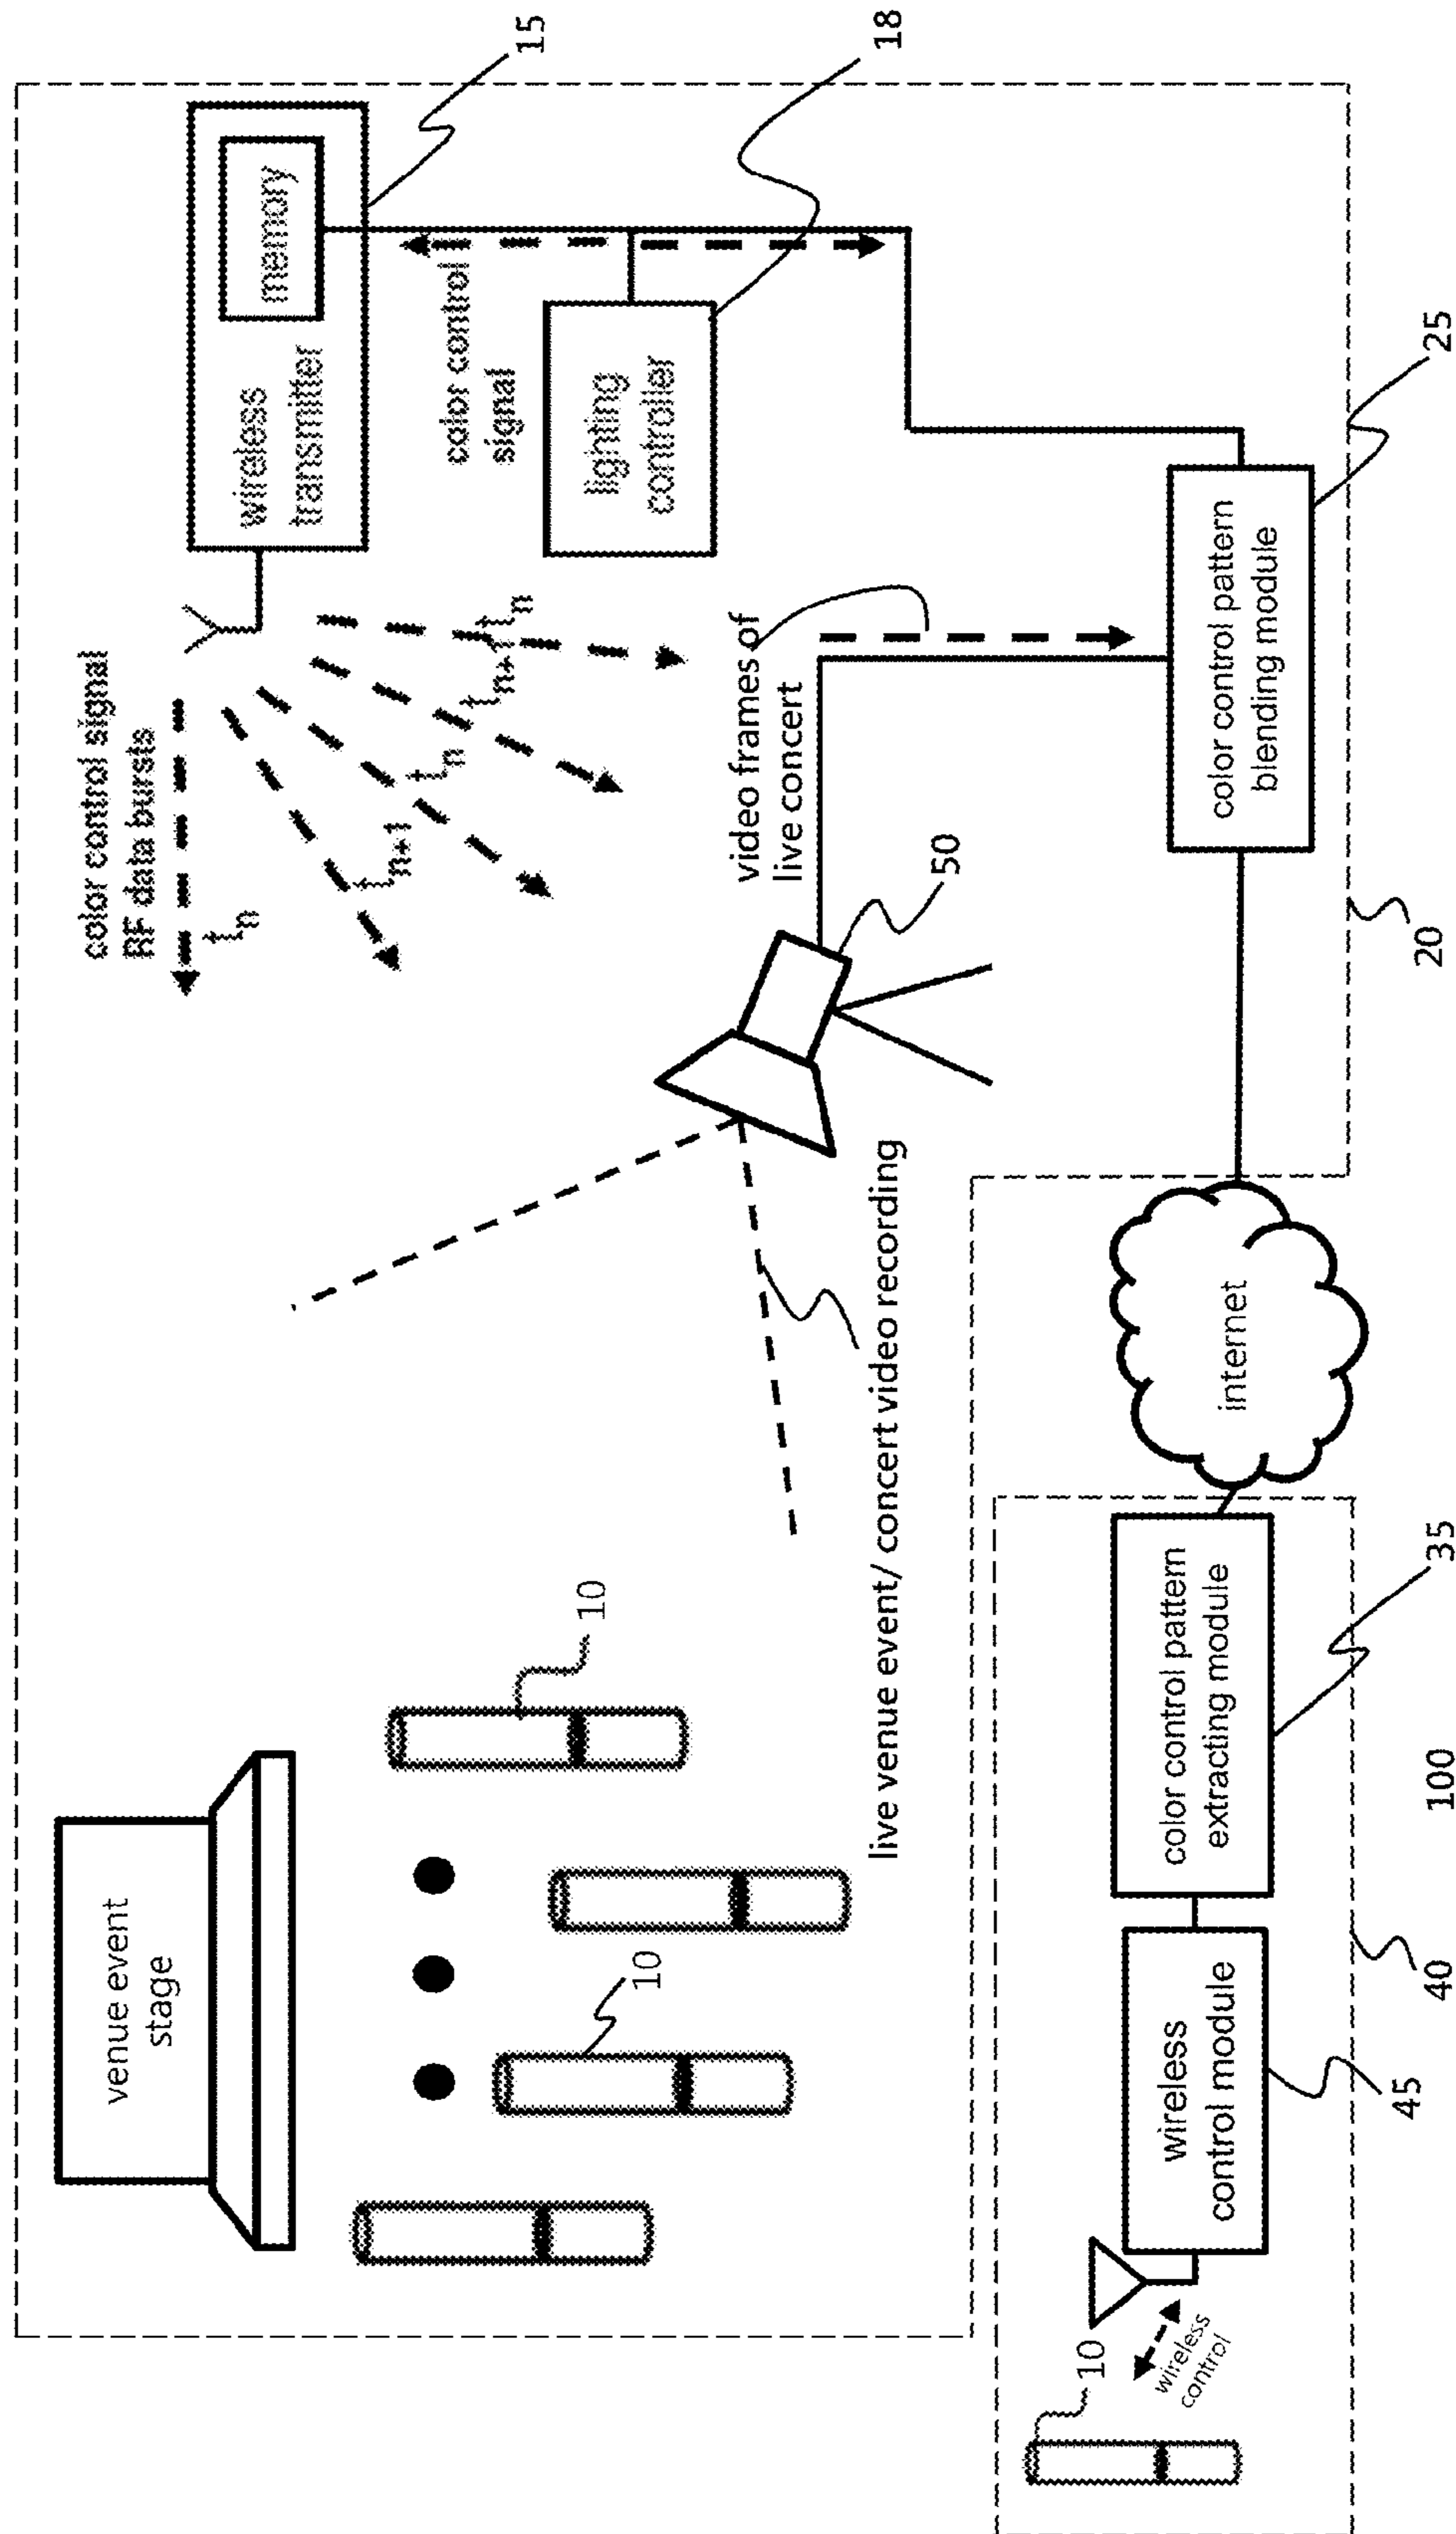 venue event
stage
10
10
color control signal
RF data bursts
tn
tn+1
tn
tn+1
tn
wireless
transmitter
memory
15
color control
signal
lighting
controller
18
video frames of
live concert
50
live venue event/ concert video recording
color control pattern
blending module
25
20
internet
color control pattern
extracting module
35
wireless
control module
45
10
wireless
control
40
100